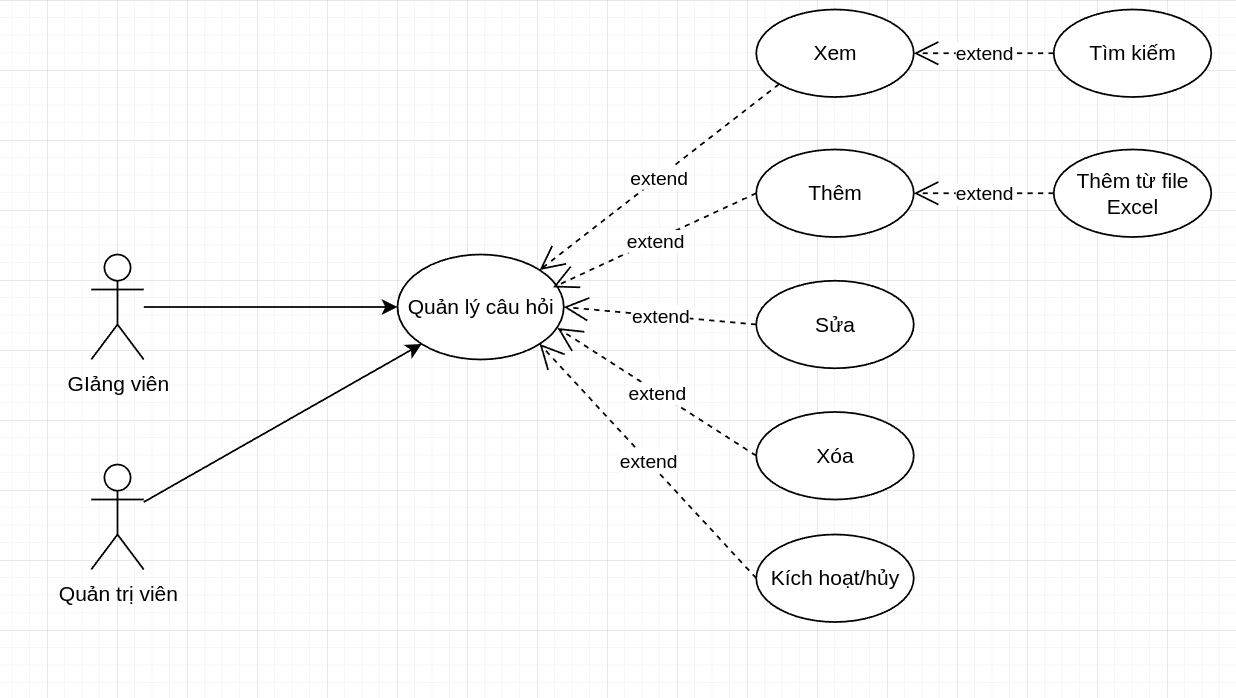 Xem
extend
Tìm kiếm
extend
Thêm
extend
Thêm từ file
Excel
extend
Quản lý câu hỏi
extend
Sửa
GIảng viên
extend
Xóa
extend
Kích hoạt/hủy
Quản trị viên